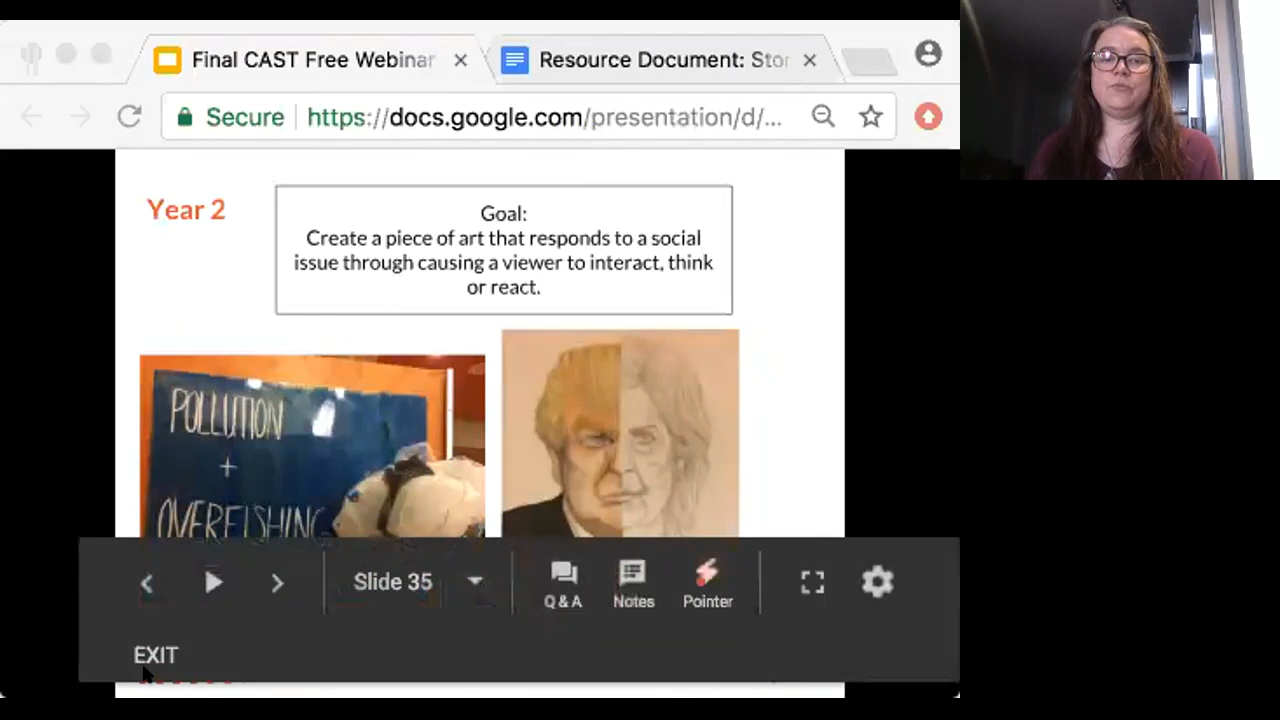 Final CAST Free Webinar
Resource Document: Stor
Secure https://docs.google.com/presentation/d/...
Year 2
Goal:
Create a piece of art that responds to a social
issue through causing a viewer to interact, think
or react.
POLLUTION
+
OVERFISHING
Slide 35
Q & A
Notes
Pointer
EXIT